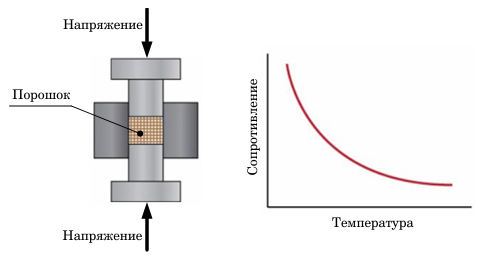 Напряжение
Порошок
Напряжение
Сопротивление
Температура